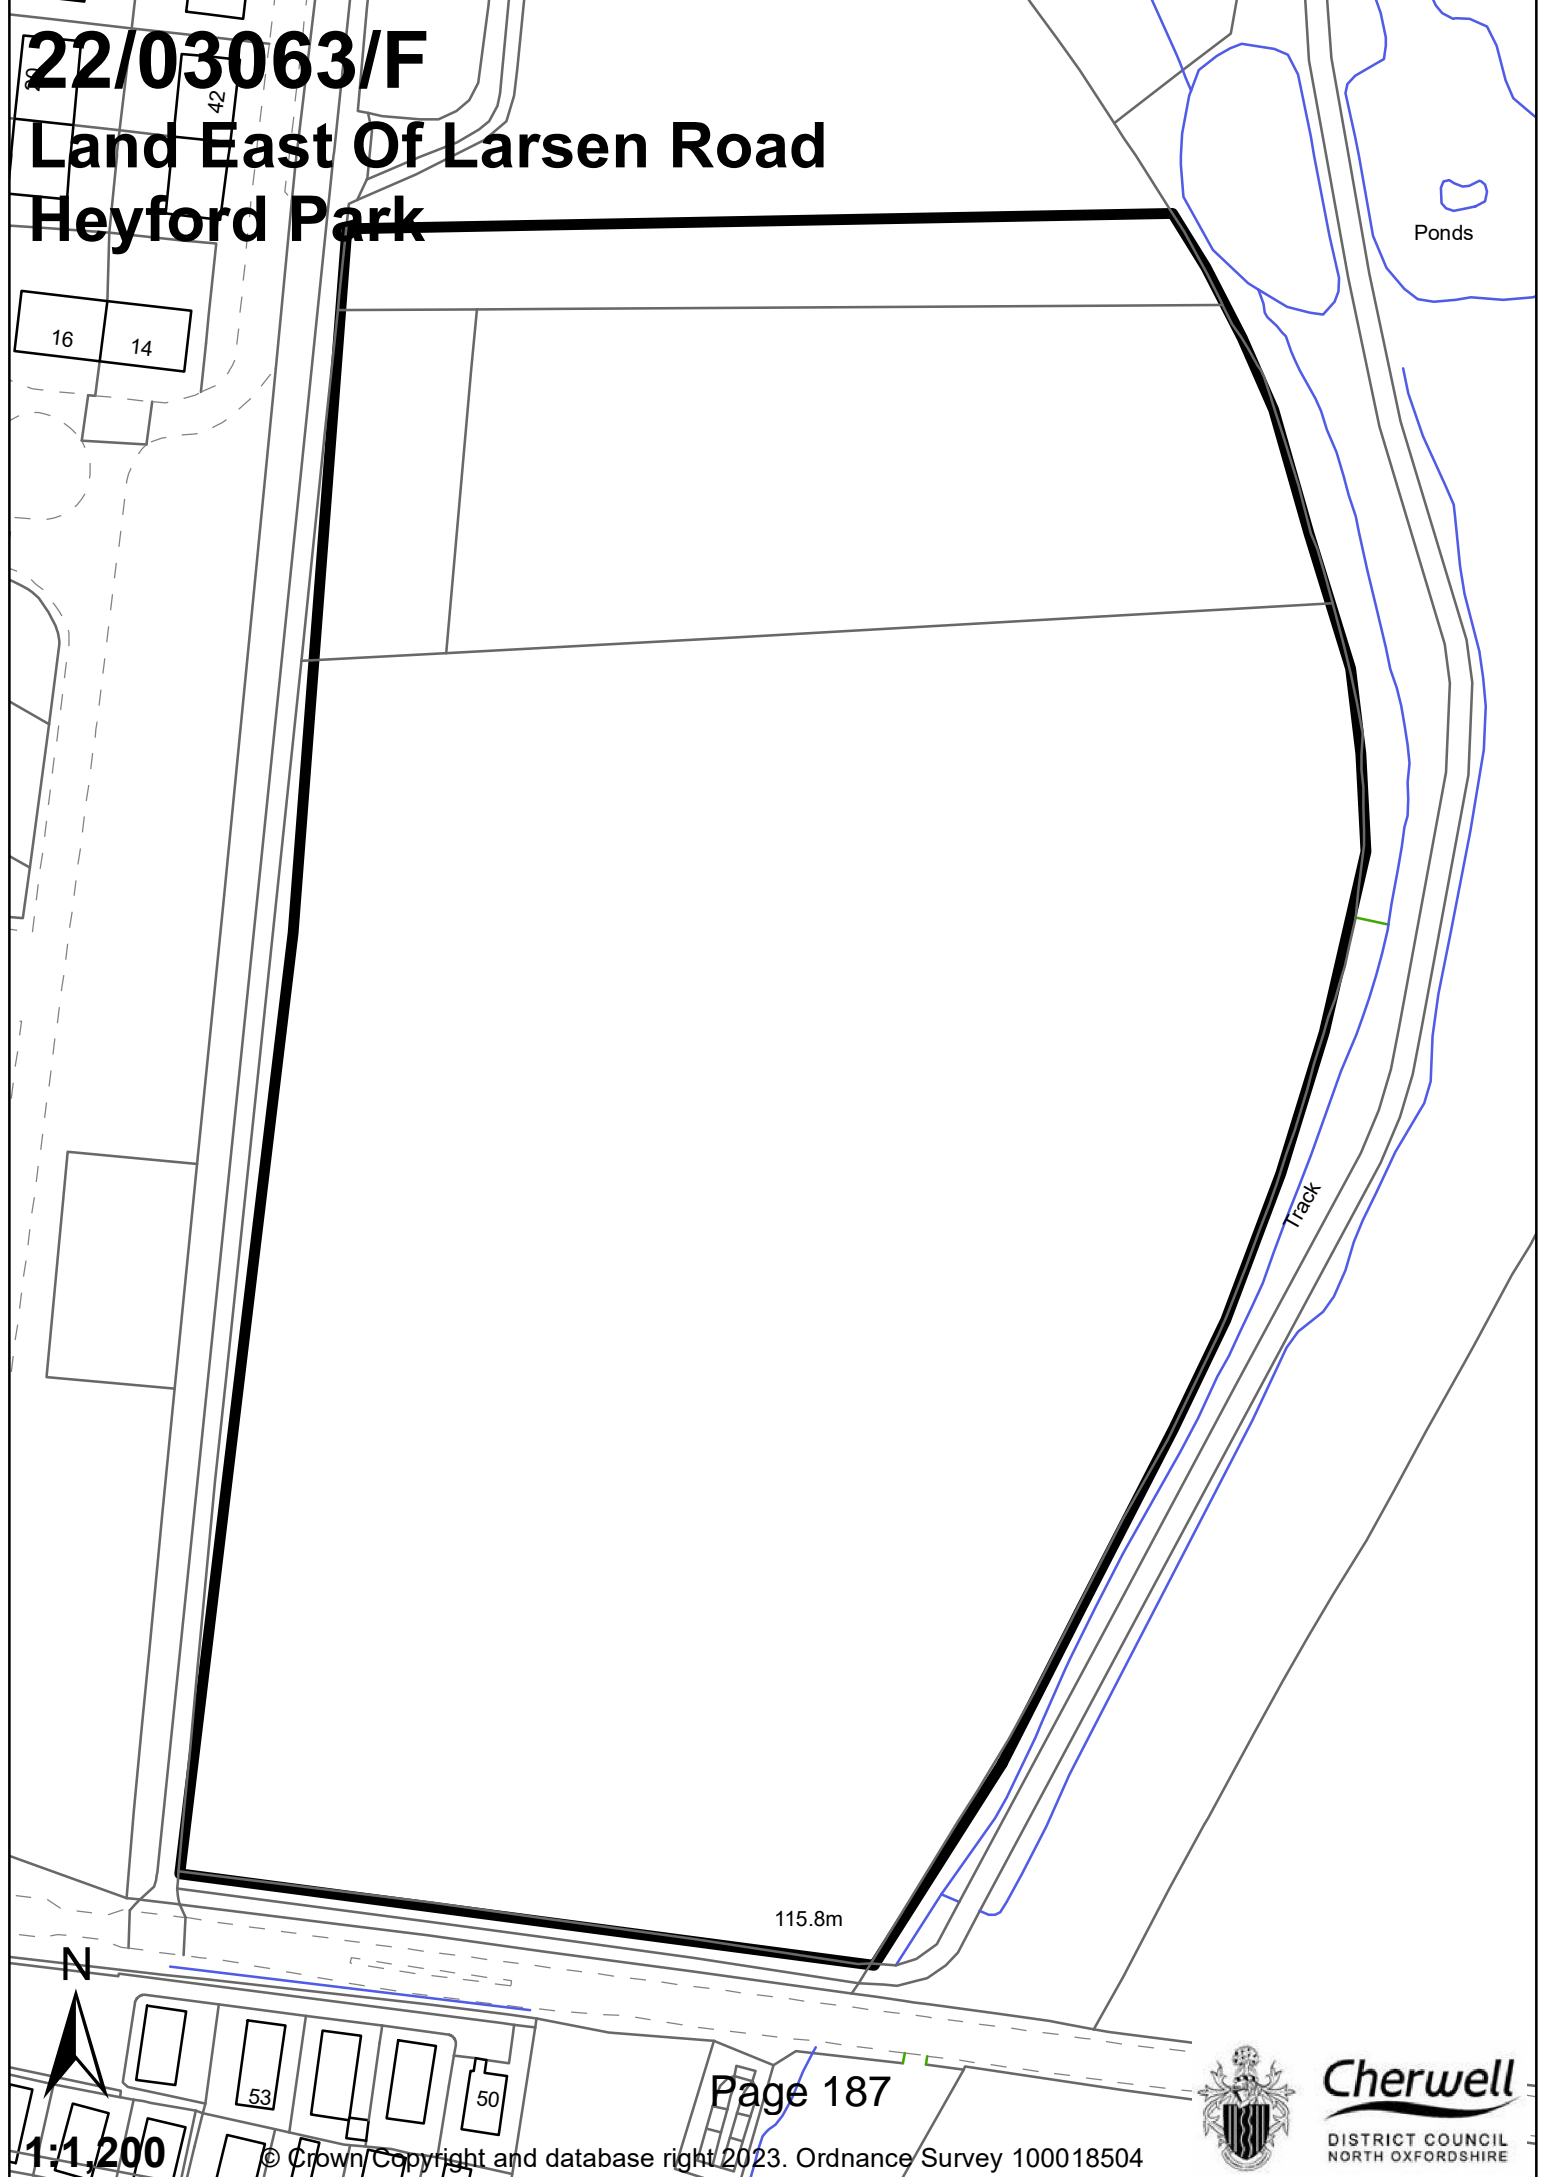 22/03063/F
Land East Of Larsen Road
Heyford Park
20
42
Ponds
16
14
Track
115.8m
N
53
50
Page 187
1:1,200
© Crown Copyright and database right 2023. Ordnance Survey 100018504
Cherwell
DISTRICT COUNCIL
NORTH OXFORDSHIRE